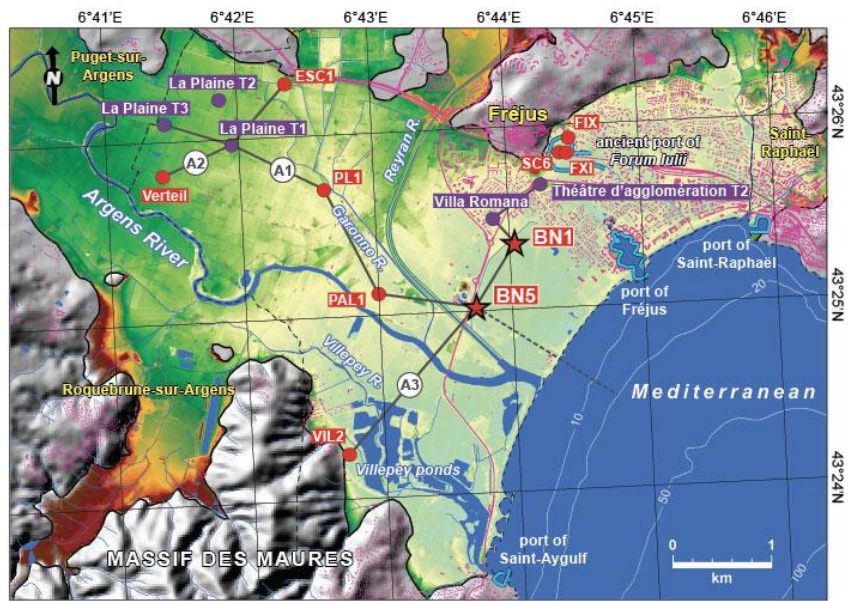 6°41'E
6°42'E
6°43'E
6°44'E
6°45'E
6°46'E
Puget-sur-
Argens
N
La Plaine T2
ESC1
La Plaine T3
La Plaine T1
Fréjus
FIX
43°26'N
ancient port of
Forum Iulii
Saint-
Raphaël
SC6
FXI
A2
A1
Reyran R.
Verteil
PL1
Villa Romana
Théâtre d'agglomération T2
Argens River
Garonne R.
BN1
port of
Saint-Raphaël
PAL1
BN5
port of
Fréjus
20
43°25'N
Villepey R.
Roquebrune-sur-Argens
A3
Mediterranean
10
VIL2
Villepey ponds
50
43°24'N
MASSIF DES MAURES
port of
Saint-Aygulf
0
1
km
100